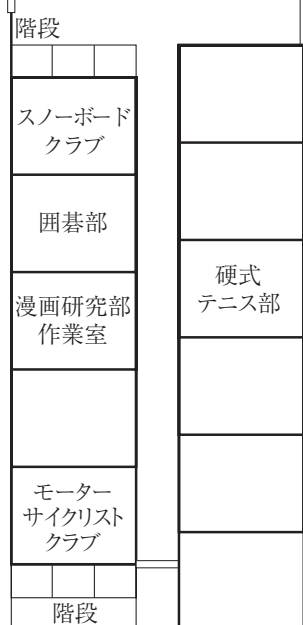 階段
スノーボード
クラブ
囲碁部
漫画研究部
作業室
硬式
テニス部
モーター
サイクリスト
クラブ
階段